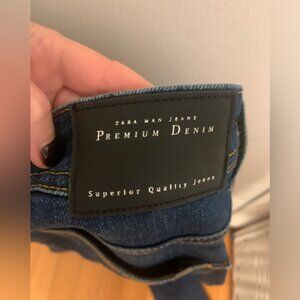 ZARA MAN JEANS
PREMIUM DENIM
Superior Quality Jeans